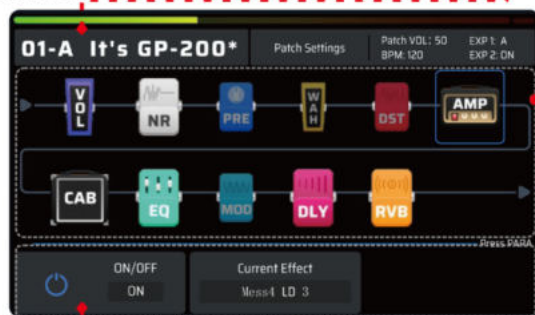 01-A It's GP-200*
Patch Settings
Patch VOL: 50 EXP 1: A
BPM: 120 EXP 2: ON
VOL NR PRE WAH DST AMP
CAB EQ MOD DLY RVB
Press PARA
ON/OFF Current Effect
ON Mess4 LD 3